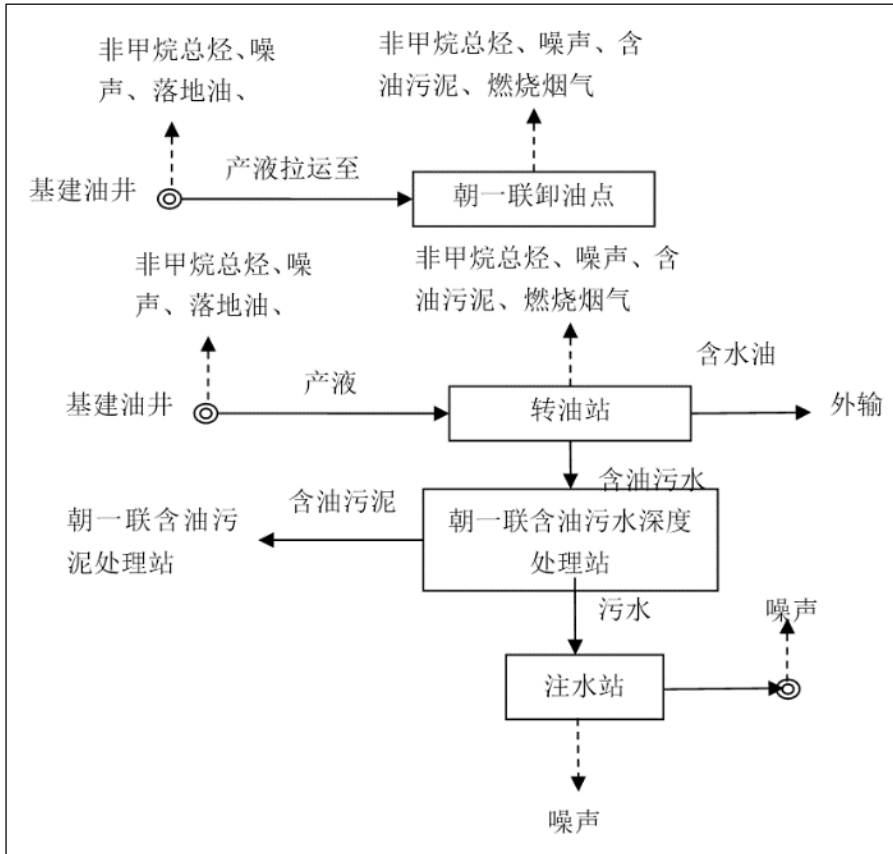 非甲烷总烃、噪
声、落地油、
非甲烷总烃、噪声、含
油污泥、燃烧烟气
基建油井
产液拉运至
朝一联卸油点
非甲烷总烃、噪
声、落地油、
非甲烷总烃、噪声、含
油污泥、燃烧烟气
基建油井
产液
转油站
含水油
外输
含油污水
朝一联含油污
泥处理站
含油污泥
朝一联含油污水深度
处理站
污水
噪声
注水站
噪声